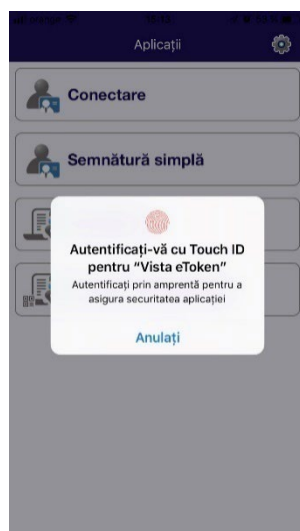 Aplicații
Conectare
Semnătură simplă
Autentificați-vă cu Touch ID
pentru "Vista eToken"
Autentificați prin amprentă pentru a
asigura securitatea aplicației
Anulați